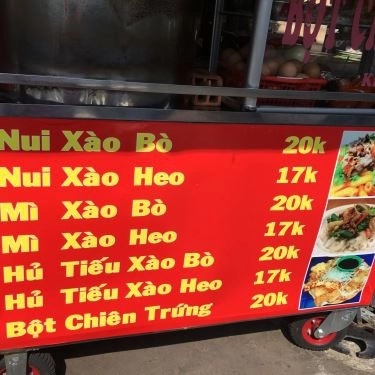 BỘT C
Nui Xào Bò 20k
Nui Xào Heo 17k
Mì Xào Bò 20k
Mì Xào Heo 17k
Hủ Tiếu Xào Bò 20k
Hủ Tiếu Xào Heo 17k
Bột Chiên Trứng 20k